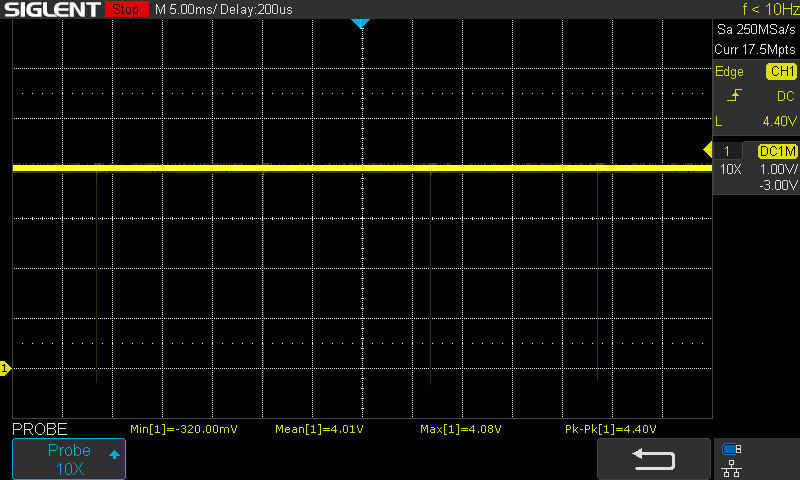 SIGLENT Stop M 5.00ms/ Delay:200us f < 10Hz
Sa 250MSa/s
Curr 17.5Mpts
Edge CH1
DC
L 4.40V
1 DC1M
10X 1.00V/
-3.00V
1
PROBE Min[1]=-320.00mV Mean[1]=4.01V Max[1]=4.08V Pk-Pk[1]=4.40V
Probe
10X